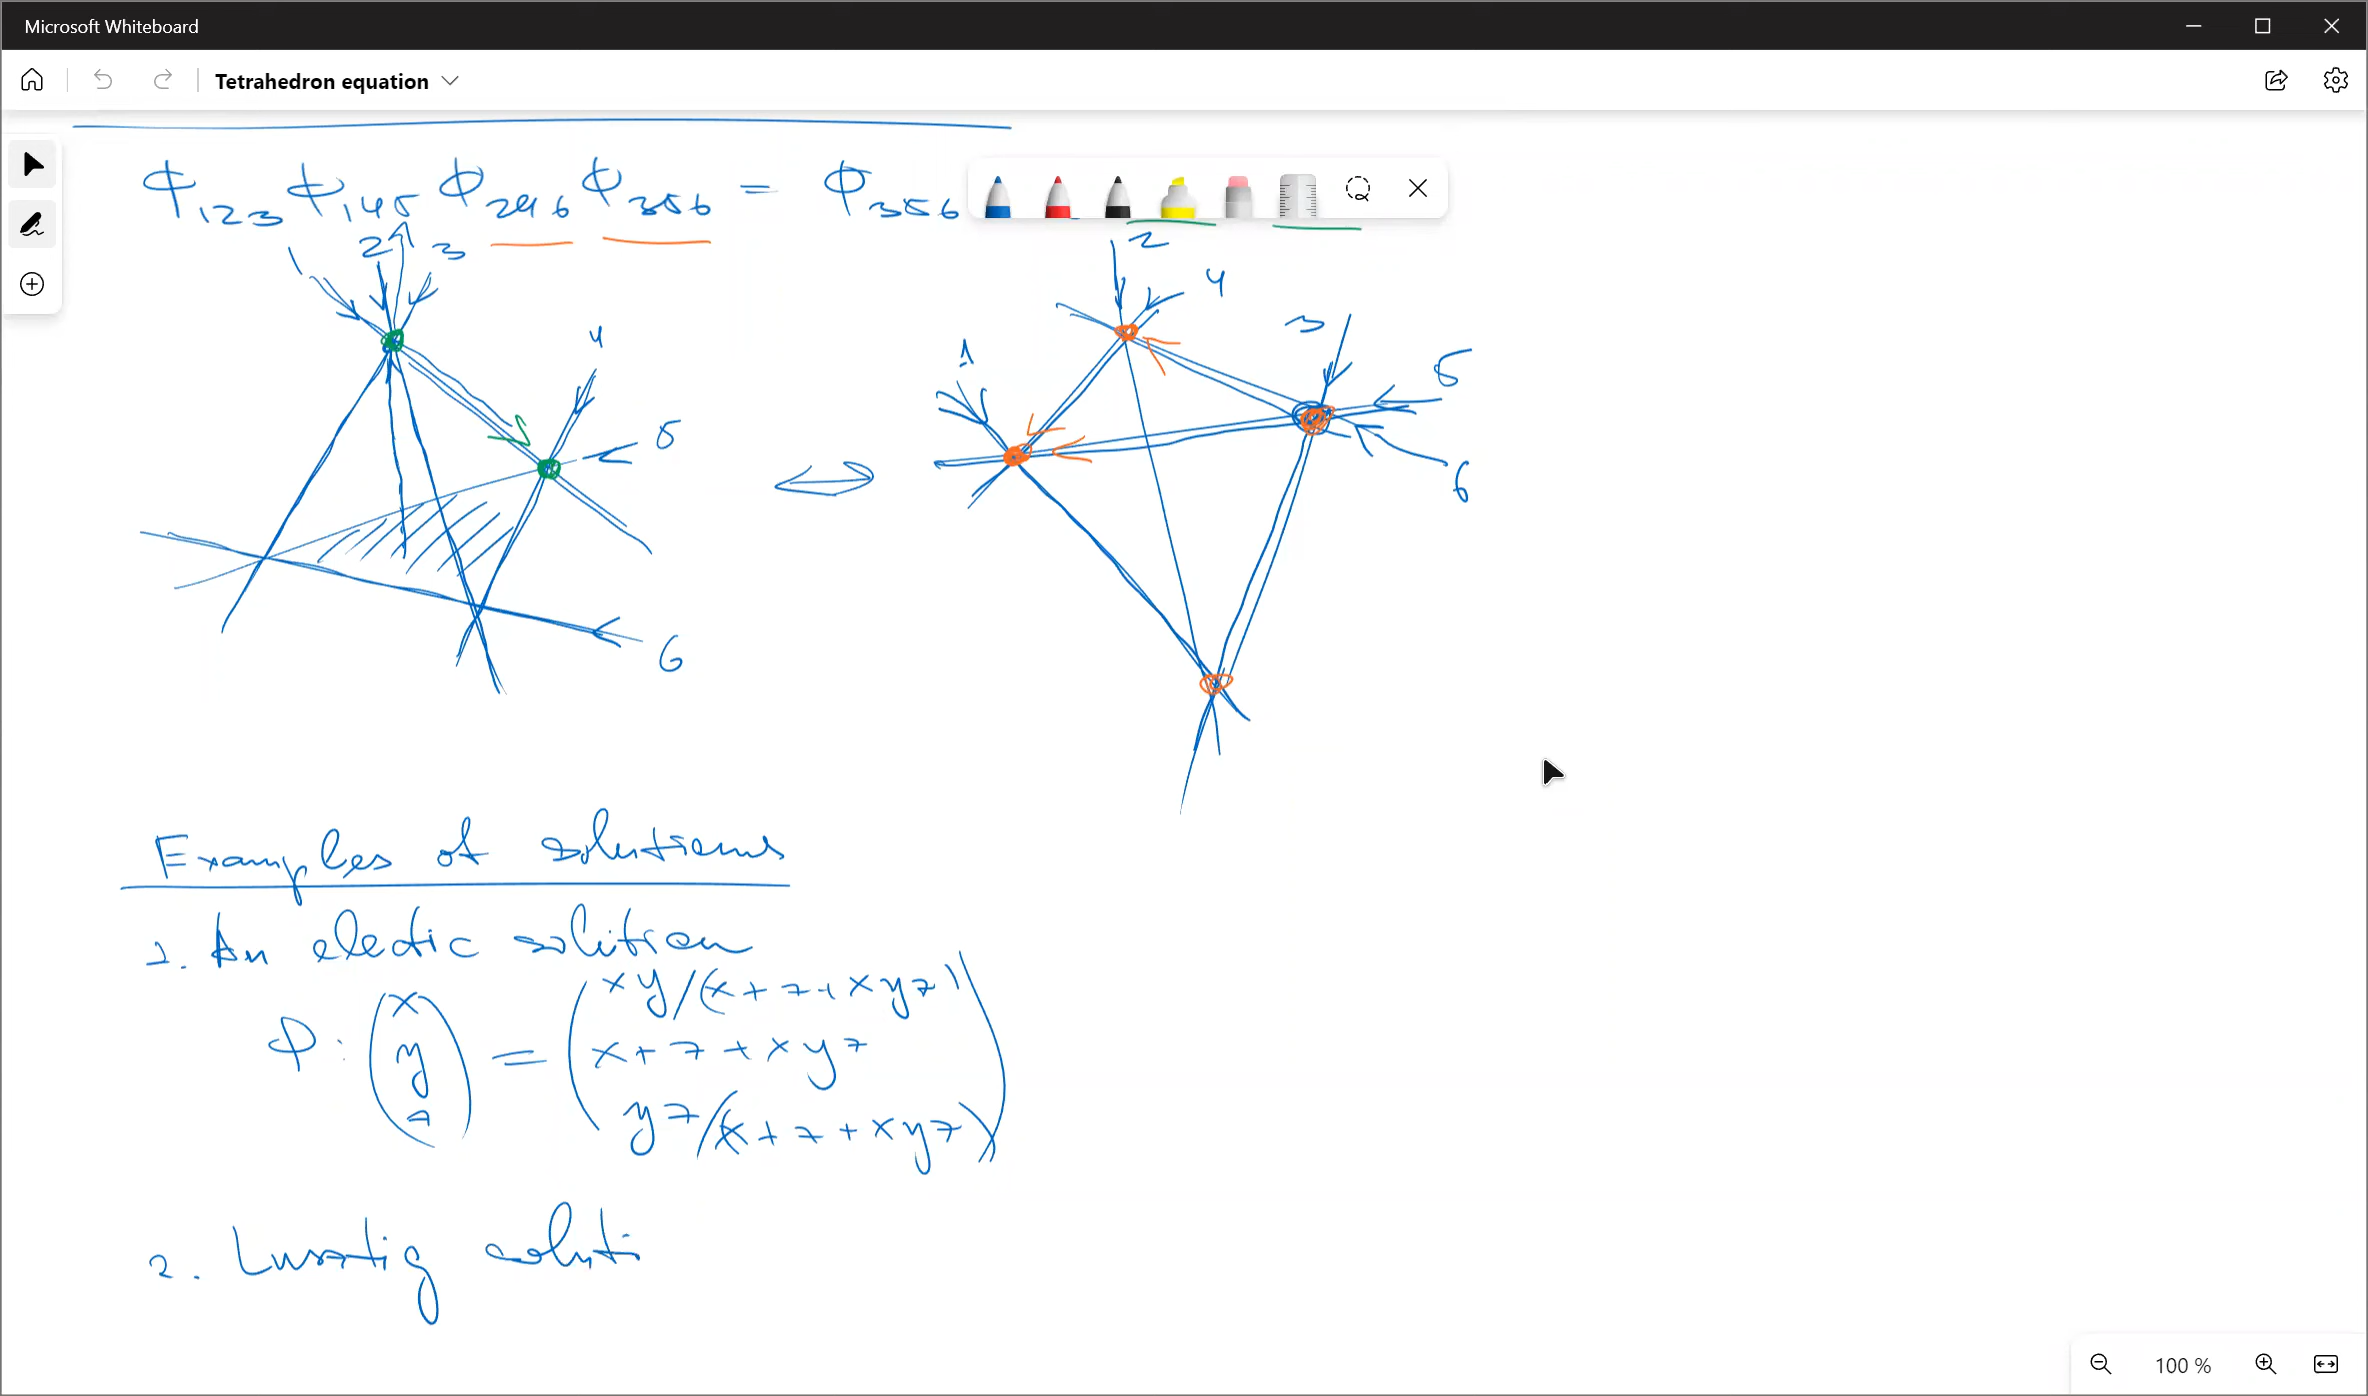 Microsoft Whiteboard
Tetrahedron equation
Φ₁₂₃ Φ₁₄₅ Φ₂₄₆ Φ₃₅₆ = Φ₃₅₆
1 2 3
4
5
6
2
4
1
3
5
6
Examples of solutions
1. An electric solution
Φ: (x y z) = (xy/(x+z+xyz)
x+z+xyz
yz/(x+z+xyz))
2. Lusztig soluti
100 %